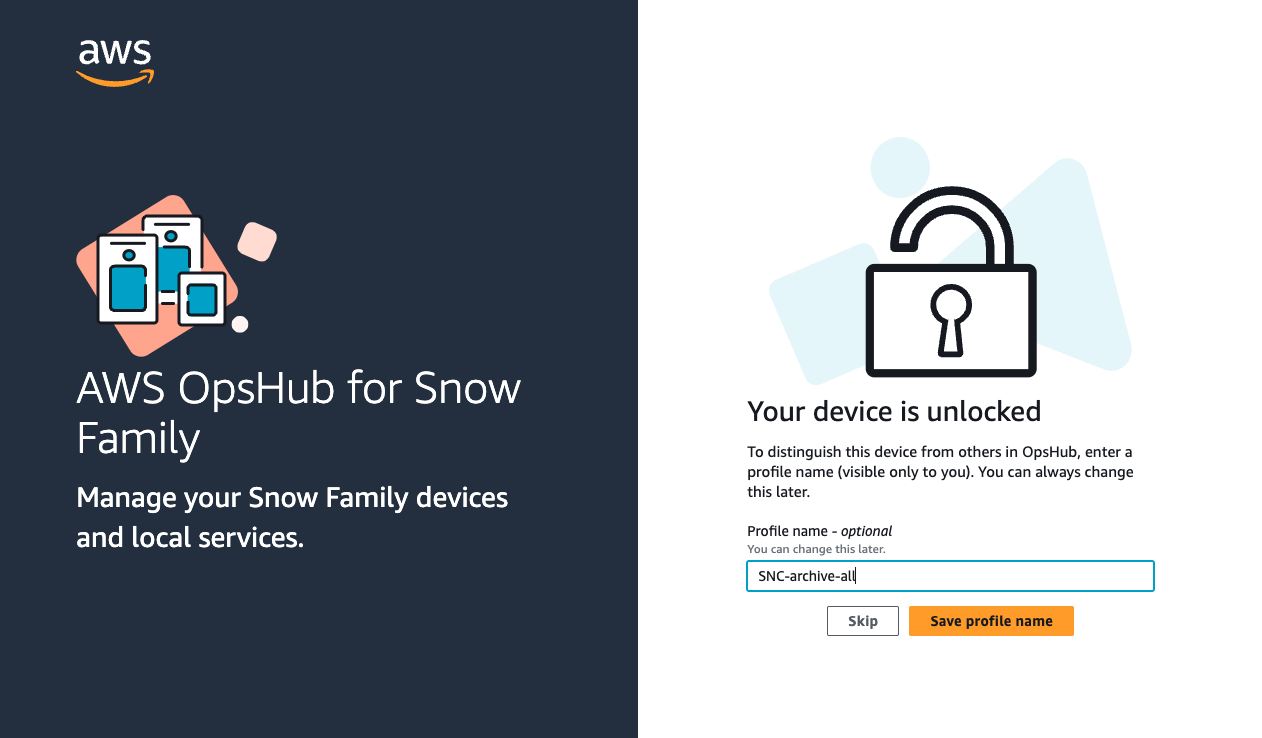 aws
AWS OpsHub for Snow
Family
Manage your Snow Family devices
and local services.
Your device is unlocked
To distinguish this device from others in OpsHub, enter a
profile name (visible only to you). You can always change
this later.
Profile name - optional
You can change this later.
SNC-archive-all
Skip
Save profile name